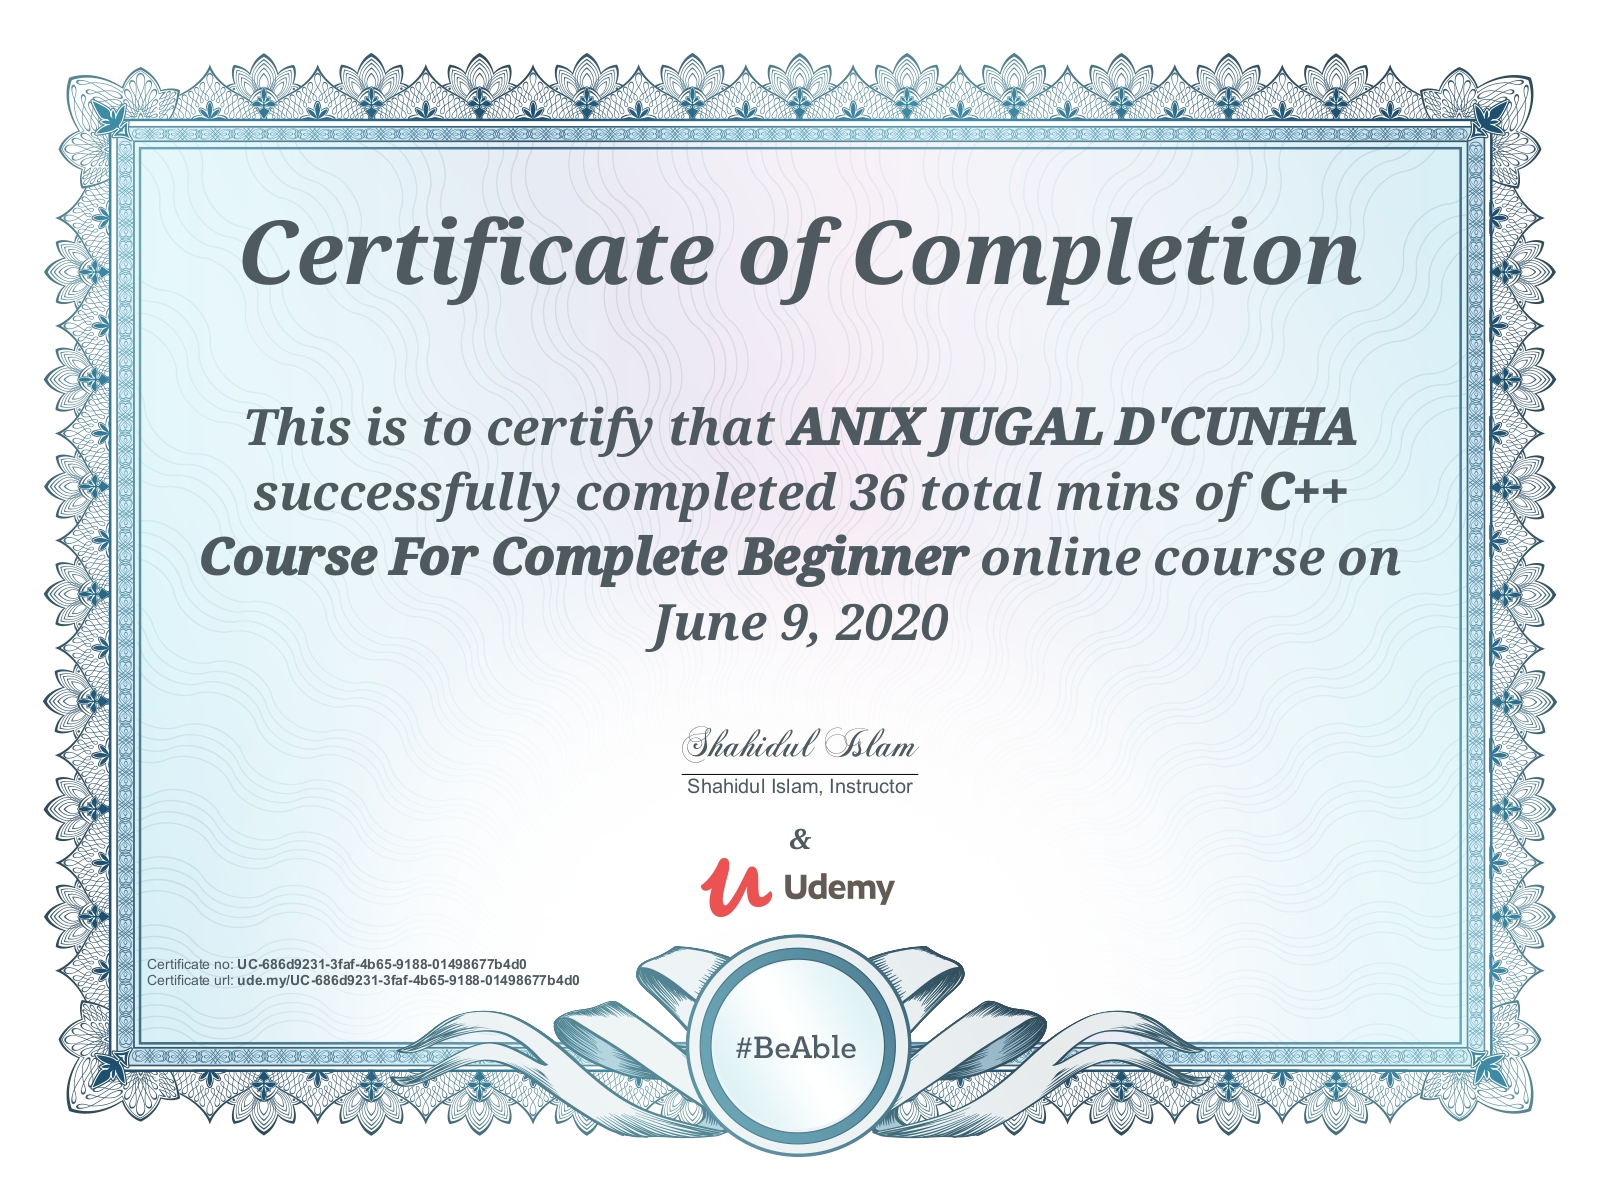 Certificate of Completion
This is to certify that ANIX JUGAL D'CUNHA
successfully completed 36 total mins of C++
Course For Complete Beginner online course on
June 9, 2020
Shahidul Islam
Shahidul Islam, Instructor
&
Udemy
Certificate no: UC-686d9231-3faf-4b65-9188-01498677b4d0
Certificate url: ude.my/UC-686d9231-3faf-4b65-9188-01498677b4d0
#BeAble